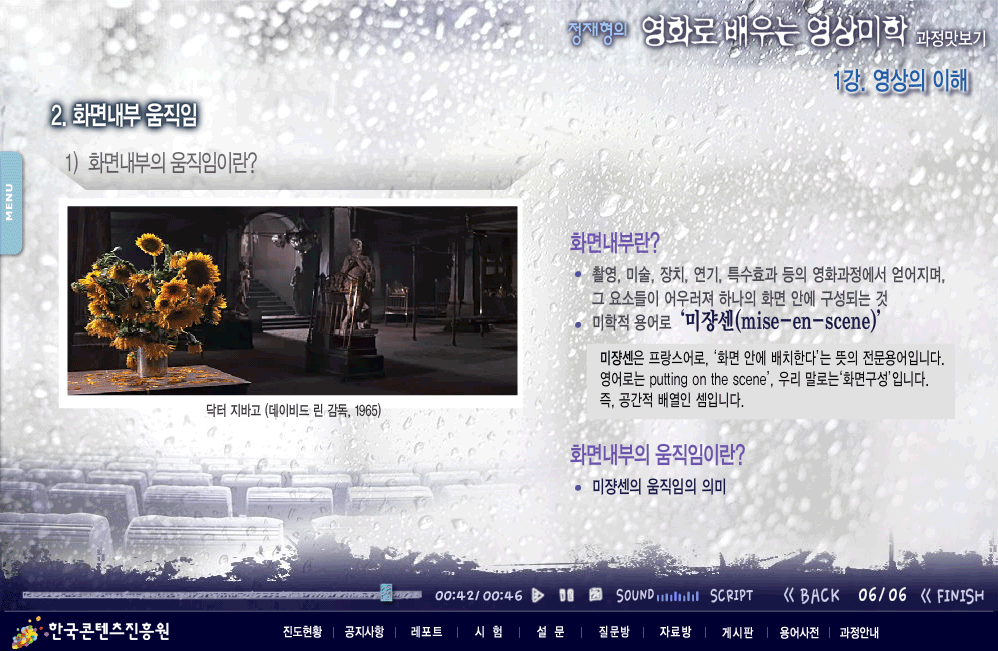 정재형의 영화로 배우는 영상미학 과정맛보기
1강. 영상의 이해
2. 화면내부 움직임
1) 화면내부의 움직임이란?
MENU
닥터 지바고 (데이비드 린 감독, 1965)
화면내부란?
• 촬영, 미술, 장치, 연기, 특수효과 등의 영화과정에서 얻어지며,
그 요소들이 어우러져 하나의 화면 안에 구성되는 것
• 미학적 용어로 ‘미쟝센(mise-en-scene)’
미쟝센은 프랑스어로, ‘화면 안에 배치한다’는 뜻의 전문용어입니다.
영어로는 putting on the scene’, 우리 말로는‘화면구성’입니다.
즉, 공간적 배열인 셈입니다.
화면내부의 움직임이란?
• 미쟝센의 움직임의 의미
00:42/00:46 SOUND SCRIPT << BACK 06/06 << FINISH
한국콘텐츠진흥원 진도현황 | 공지사항 | 레포트 | 시 험 | 설 문 | 질문방 | 자료방 | 게시판 | 용어사전 | 과정안내